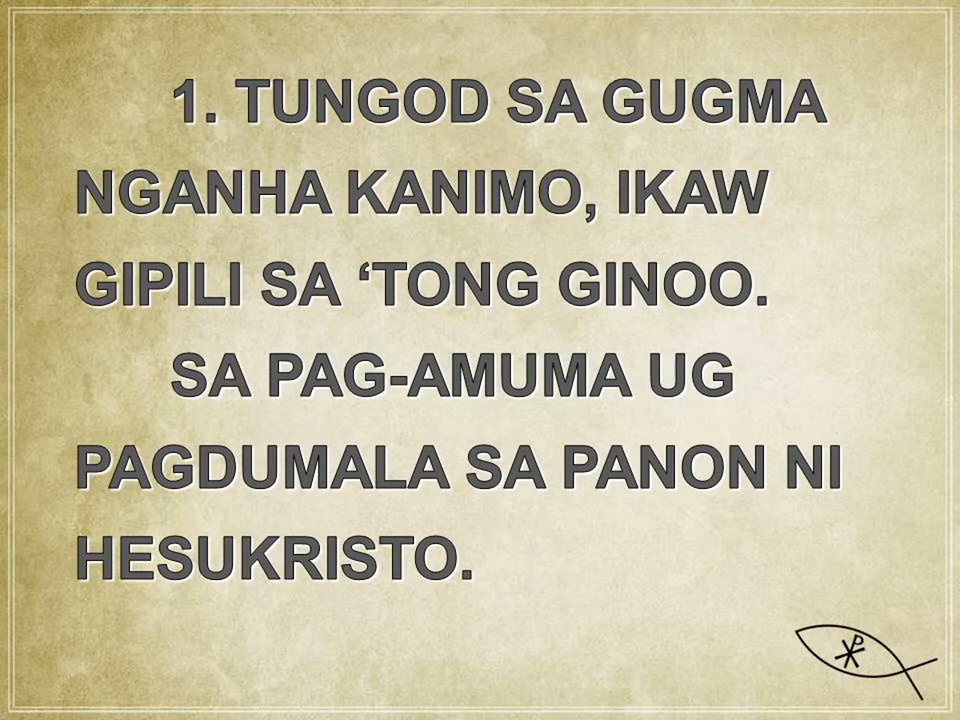 1. TUNGOD SA GUGMA
NGANHA KANIMO, IKAW
GIPILI SA ‘TONG GINOO.
SA PAG-AMUMA UG
PAGDUMALA SA PANON NI
HESUKRISTO.